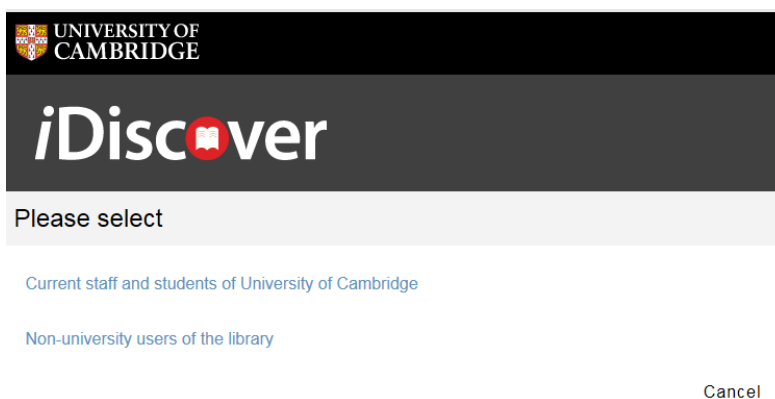 UNIVERSITY OF
CAMBRIDGE
iDiscover
Please select
Current staff and students of University of Cambridge
Non-university users of the library
Cancel